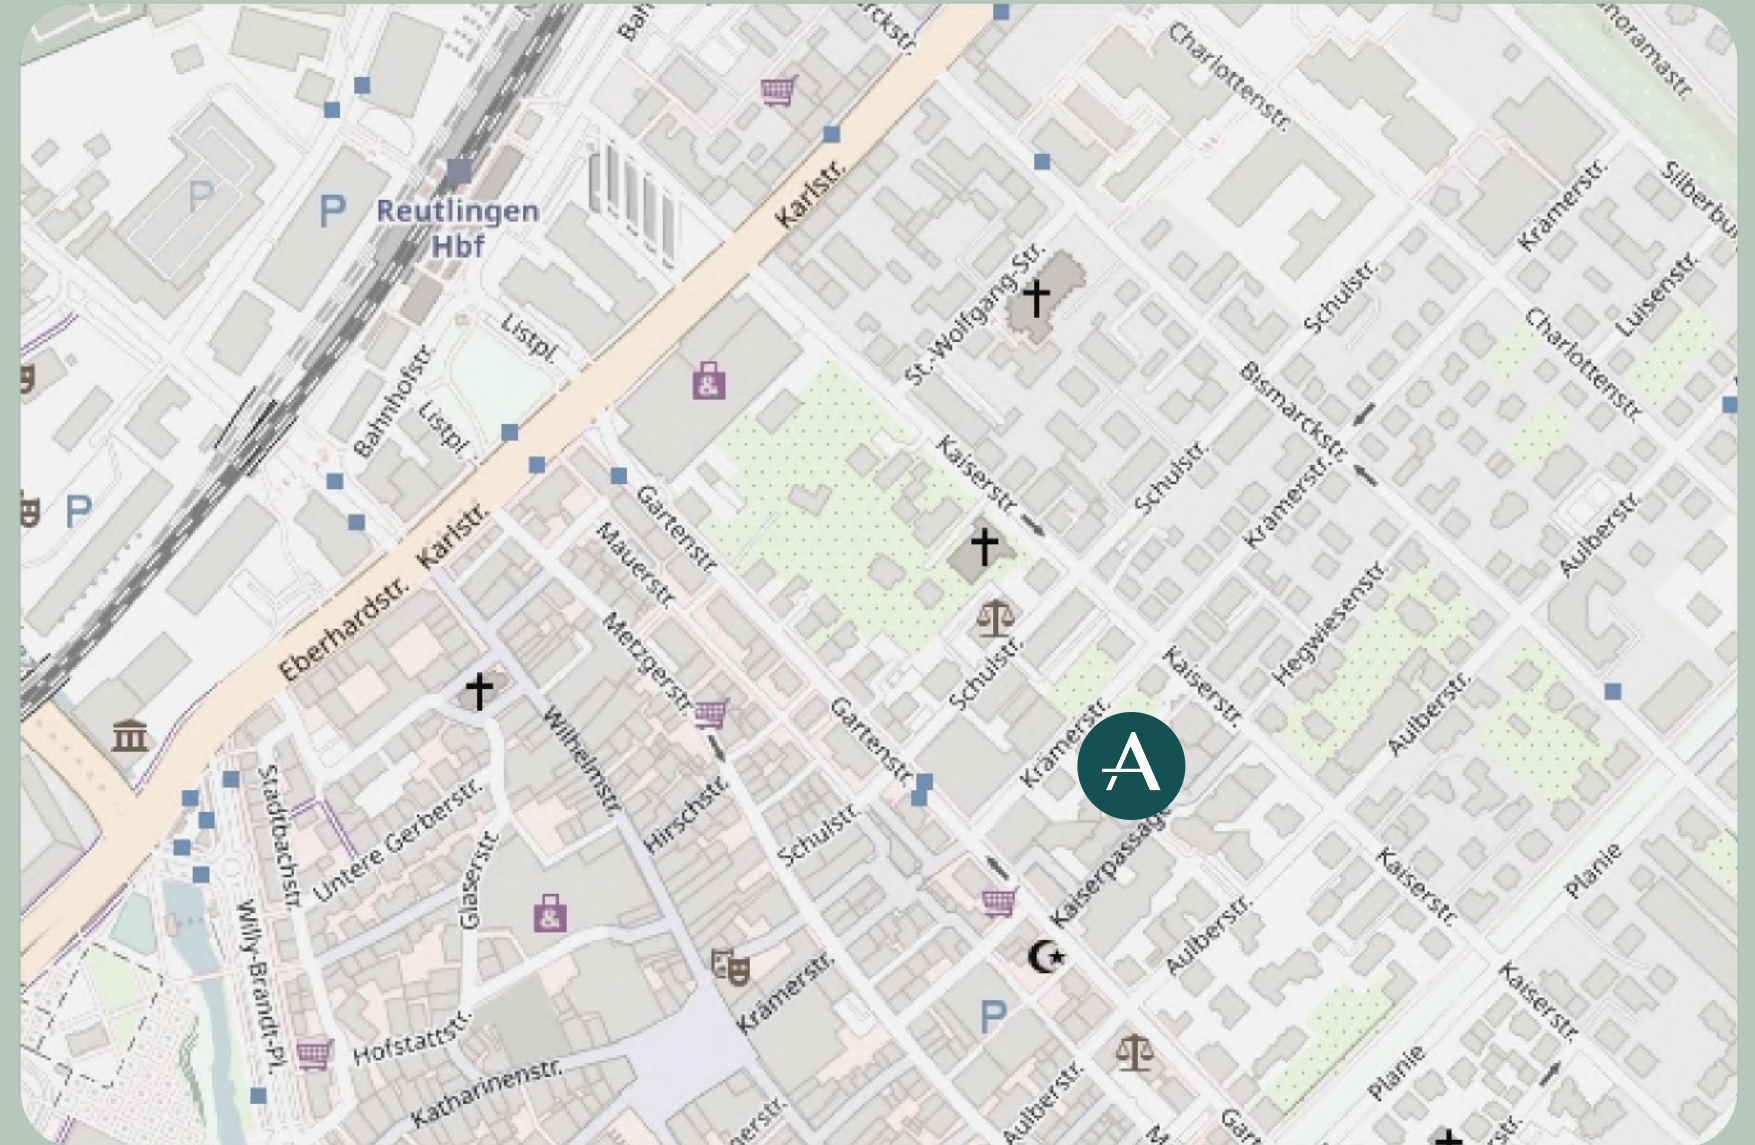 Charlottenstr.
P
P
Reutlingen
Hbf
Karlstr.
Krämerstr.
St.-Wolfgang-Str.
Schulstr.
Luisenstr.
Listpl.
Charlottenstr.
Bahnhofstr.
Listpl.
Bismarckstr.
Kaiserstr.
Schulstr.
Krämerstr.
P
Karlstr.
Gartenstr.
Mauerstr.
Aulberstr.
Eberhardstr.
Metzgerstr.
Hegwiesenstr.
Schulstr.
Kaiserstr.
Gartenstr.
Krämerstr.
A
Aulberstr.
Wilhelmstr.
Stadtbachstr.
Untere Gerberstr.
Hirschstr.
Schulstr.
Kaiserpassage
Kaiserstr.
Planie
Glaserstr.
Willy-Brandt-Pl.
Aulberstr.
Krämerstr.
P
Kaiserstr.
Hofstattstr.
Katharinenstr.
Aulberstr.
Planie